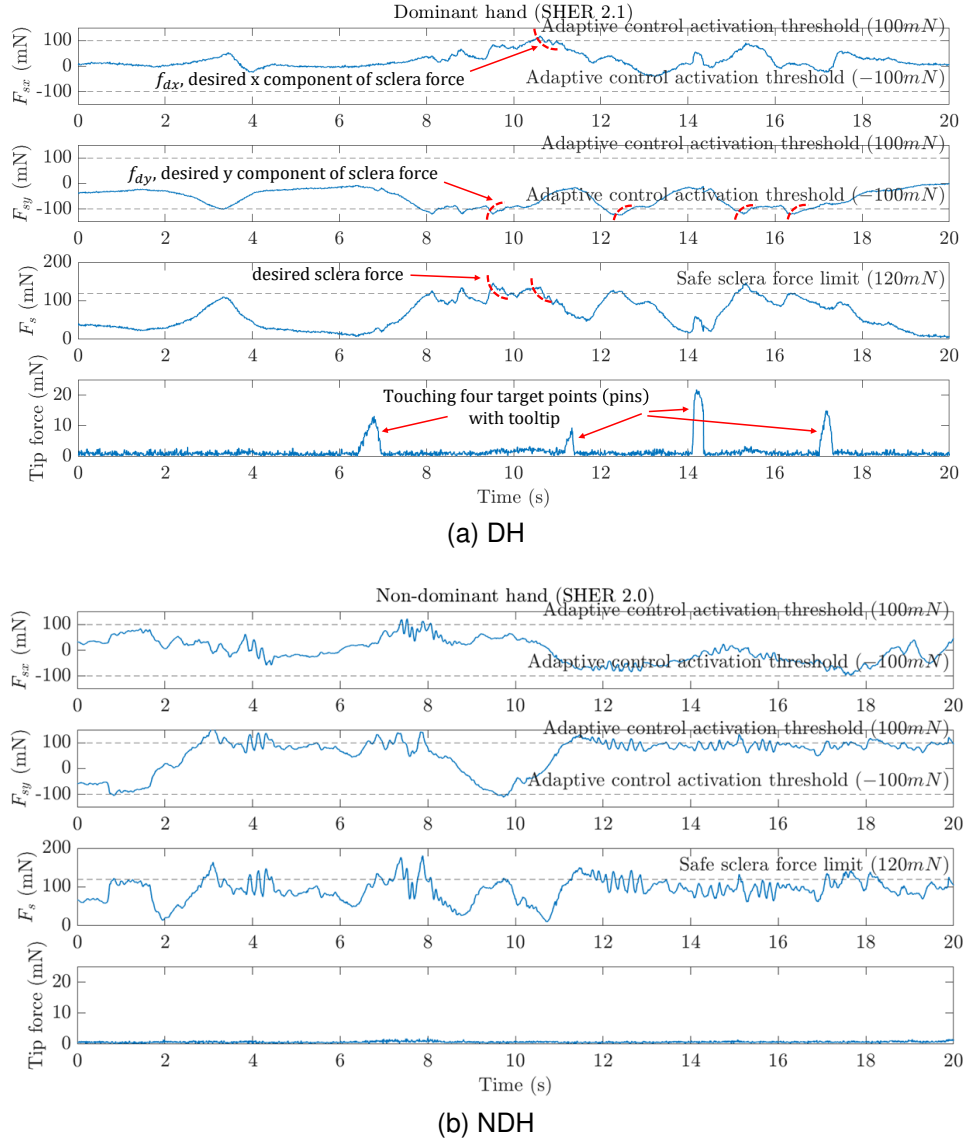 Dominant hand (SHER 2.1)
Adaptive control activation threshold (100mN)
F_sx (mN)
100
0
-100
f_dx, desired x component of sclera force
Adaptive control activation threshold (−100mN)
0 2 4 6 8 10 12 14 16 18 20
Adaptive control activation threshold (100mN)
F_sy (mN)
100
0
-100
f_dy, desired y component of sclera force
Adaptive control activation threshold (−100mN)
0 2 4 6 8 10 12 14 16 18 20
F_s (mN)
200
100
0
desired sclera force
Safe sclera force limit (120mN)
0 2 4 6 8 10 12 14 16 18 20
Tip force (mN)
20
10
0
Touching four target points (pins)
with tooltip
0 2 4 6 8 10 12 14 16 18 20
Time (s)
(a) DH
Non-dominant hand (SHER 2.0)
Adaptive control activation threshold (100mN)
F_sx (mN)
100
0
-100
Adaptive control activation threshold (−100mN)
0 2 4 6 8 10 12 14 16 18 20
Adaptive control activation threshold (100mN)
F_sy (mN)
100
0
-100
Adaptive control activation threshold (−100mN)
0 2 4 6 8 10 12 14 16 18 20
F_s (mN)
200
100
0
Safe sclera force limit (120mN)
0 2 4 6 8 10 12 14 16 18 20
Tip force (mN)
20
10
0
0 2 4 6 8 10 12 14 16 18 20
Time (s)
(b) NDH